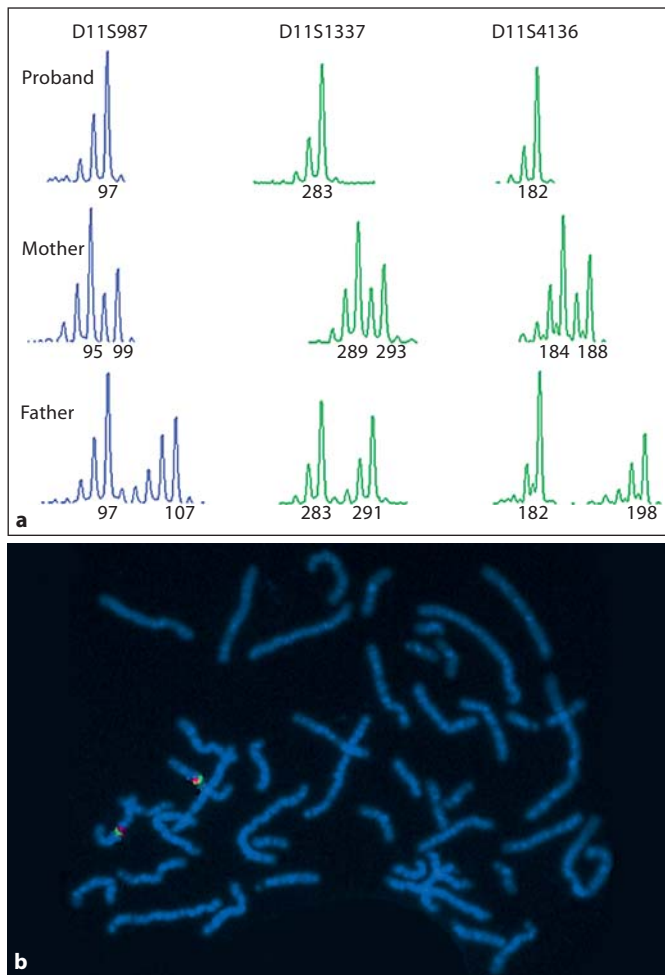 D11S987 D11S1337 D11S4136
Proband
97 283 182
Mother
95 99 289 293 184 188
Father
97 107 283 291 182 198
a
b